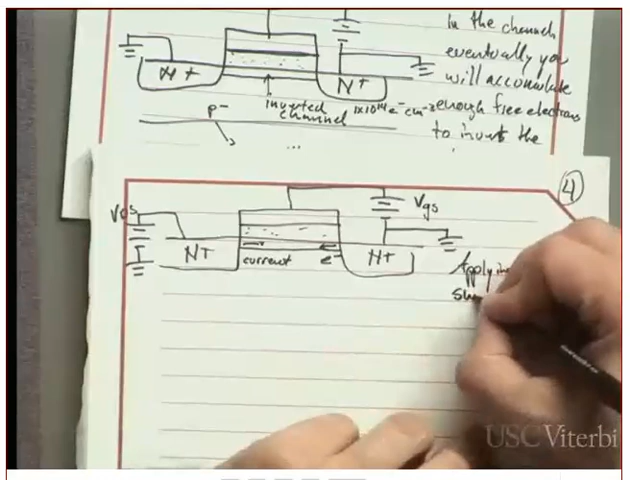 In the channel
eventually you
will accumulate
enough free electrons
to invert the
N+
N+
inverted
channel
1x10¹⁴ e⁻ cm⁻²
p-
...
4
Vds
Vgs
N+
current
e-
N+
Applying
USC Viterbi